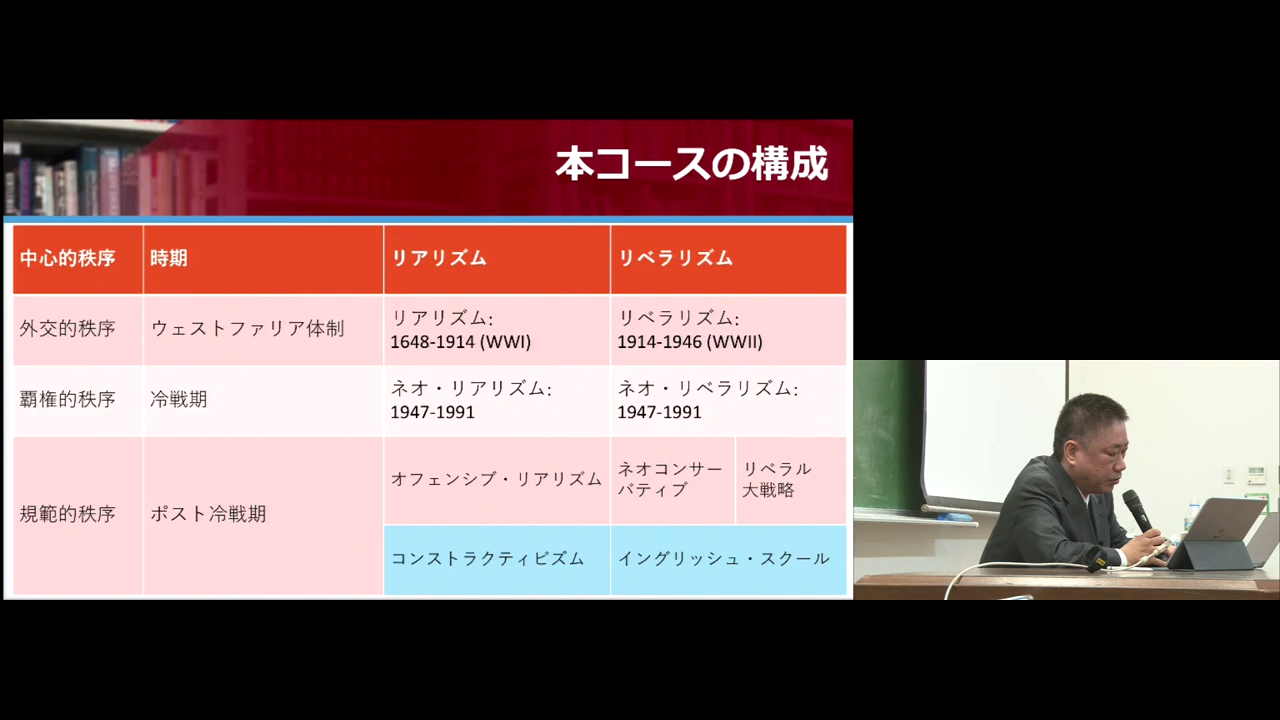 本コースの構成
中心的秩序
時期
リアリズム
リベラリズム
外交的秩序
ウェストファリア体制
リアリズム:
1648-1914 (WWI)
リベラリズム:
1914-1946 (WWII)
覇権的秩序
冷戦期
ネオ・リアリズム:
1947-1991
ネオ・リベラリズム:
1947-1991
規範的秩序
ポスト冷戦期
オフェンシブ・リアリズム
ネオコンサー
バティブ
リベラル
大戦略
コンストラクティビズム
イングリッシュ・スクール